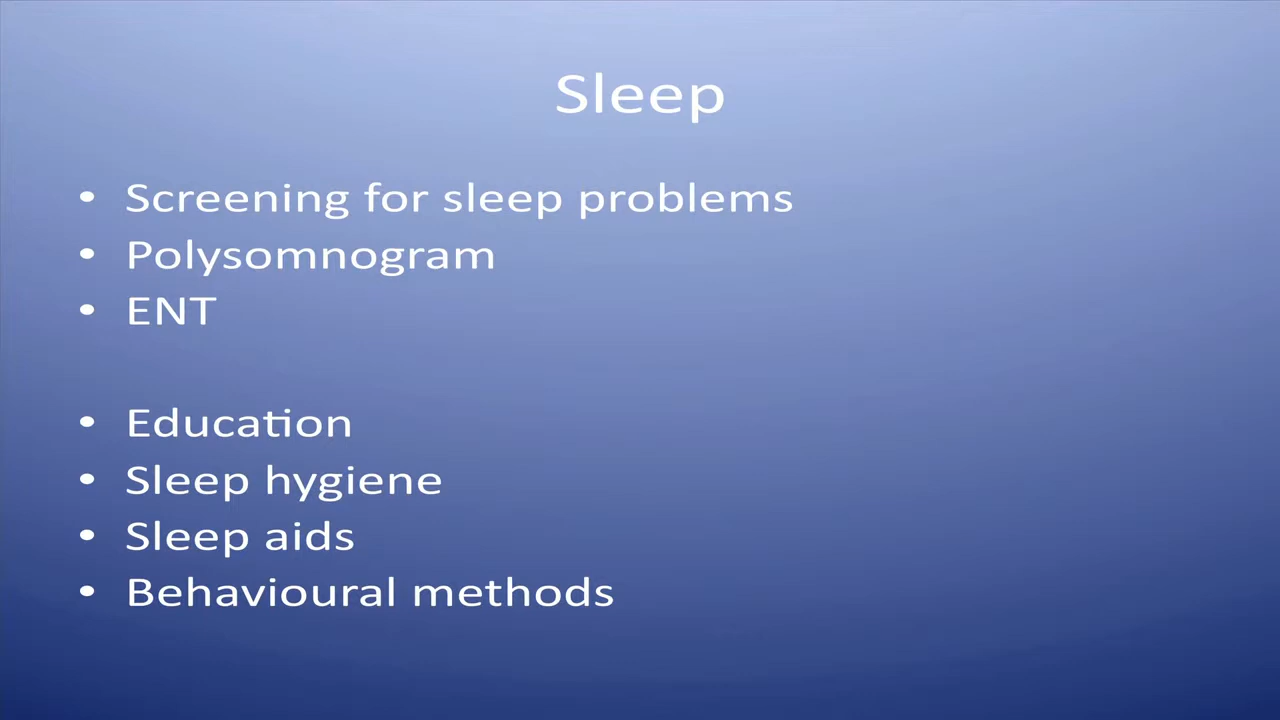 Sleep
• Screening for sleep problems
• Polysomnogram
• ENT
• Education
• Sleep hygiene
• Sleep aids
• Behavioural methods